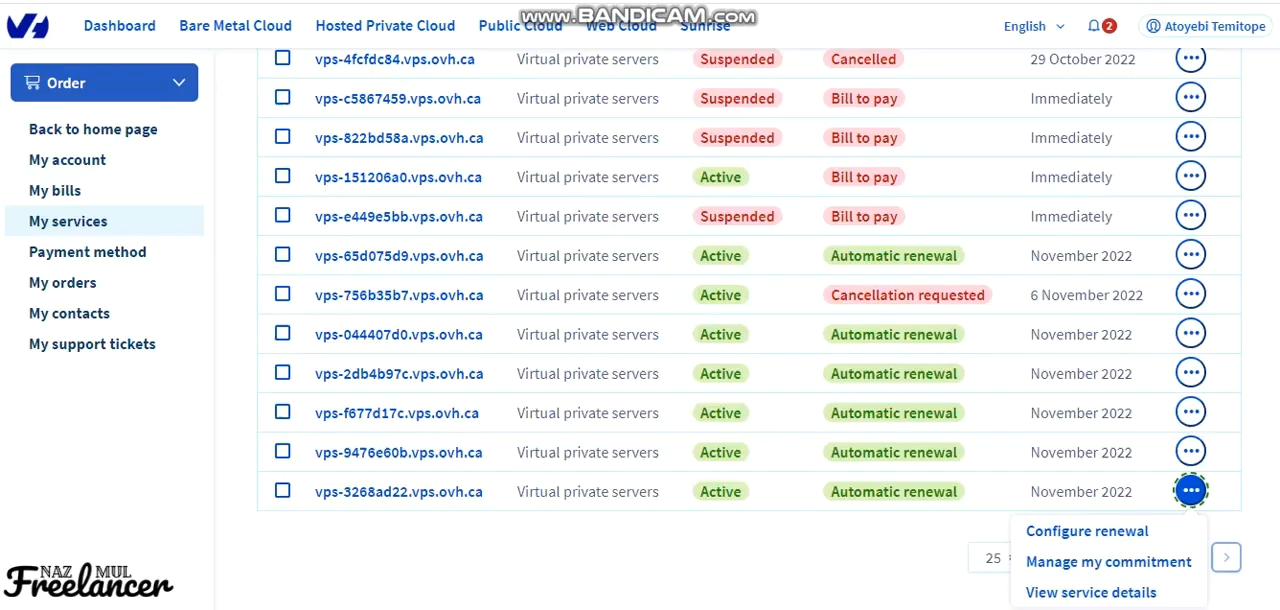 www.BANDICAM.com
Dashboard Bare Metal Cloud Hosted Private Cloud Public Cloud Web Cloud Sunrise English 2 Atoyebi Temitope
Order
Back to home page
My account
My bills
My services
Payment method
My orders
My contacts
My support tickets
vps-4fcfdc84.vps.ovh.ca Virtual private servers Suspended Cancelled 29 October 2022
vps-c5867459.vps.ovh.ca Virtual private servers Suspended Bill to pay Immediately
vps-822bd58a.vps.ovh.ca Virtual private servers Suspended Bill to pay Immediately
vps-151206a0.vps.ovh.ca Virtual private servers Active Bill to pay Immediately
vps-e449e5bb.vps.ovh.ca Virtual private servers Suspended Bill to pay Immediately
vps-65d075d9.vps.ovh.ca Virtual private servers Active Automatic renewal November 2022
vps-756b35b7.vps.ovh.ca Virtual private servers Active Cancellation requested 6 November 2022
vps-044407d0.vps.ovh.ca Virtual private servers Active Automatic renewal November 2022
vps-2db4b97c.vps.ovh.ca Virtual private servers Active Automatic renewal November 2022
vps-f677d17c.vps.ovh.ca Virtual private servers Active Automatic renewal November 2022
vps-9476e60b.vps.ovh.ca Virtual private servers Active Automatic renewal November 2022
vps-3268ad22.vps.ovh.ca Virtual private servers Active Automatic renewal November 2022
Configure renewal
Manage my commitment
View service details
25
NAZMUL
Freelancer